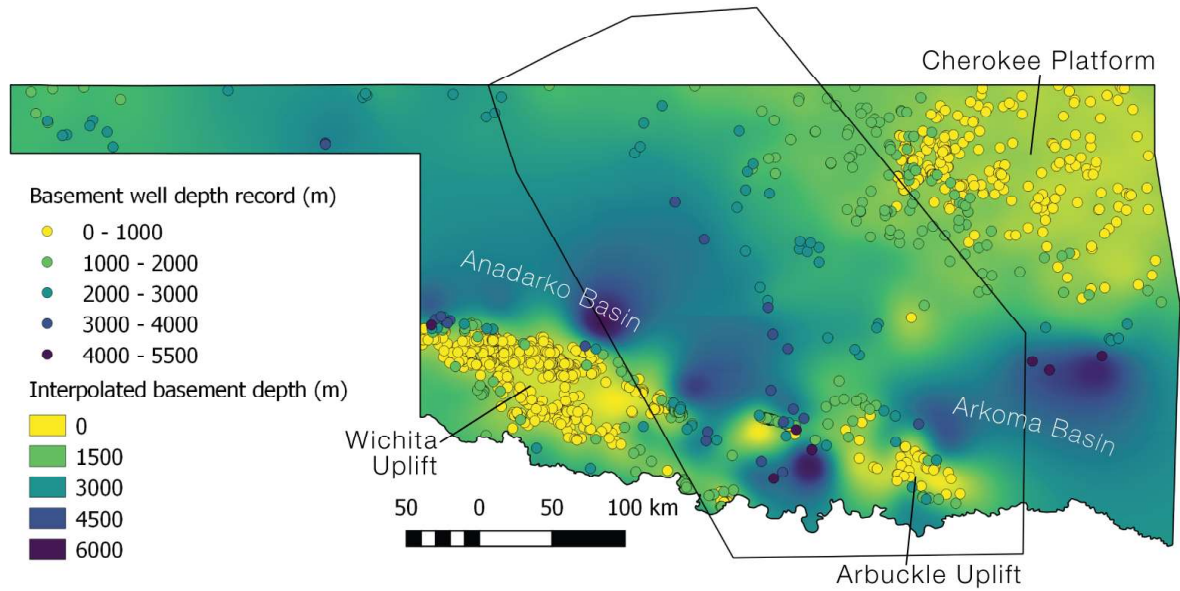 Cherokee Platform
Basement well depth record (m)
0 - 1000
1000 - 2000
2000 - 3000
3000 - 4000
4000 - 5500
Interpolated basement depth (m)
0
1500
3000
4500
6000
Anadarko Basin
Arkoma Basin
Wichita
Uplift
50 0 50 100 km
Arbuckle Uplift